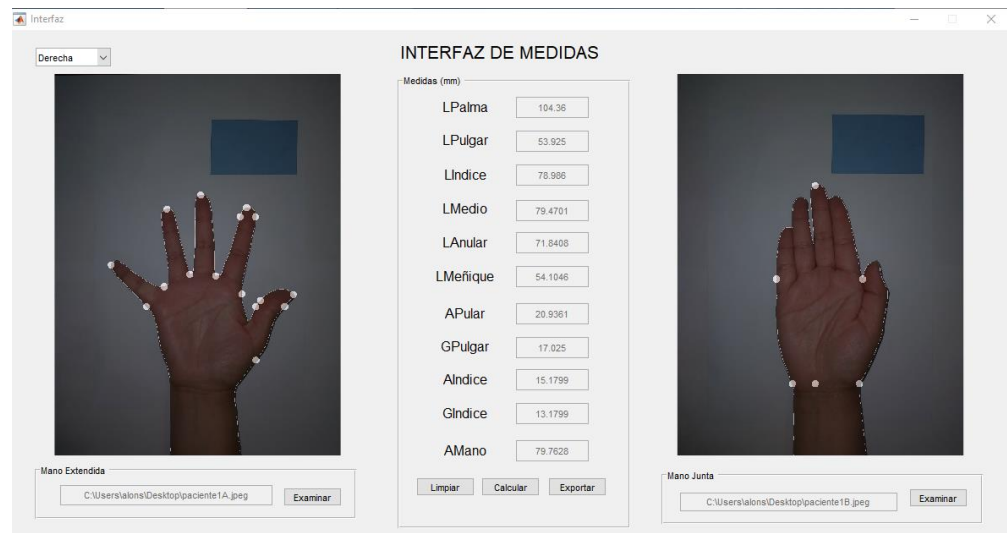 Interfaz
Derecha
INTERFAZ DE MEDIDAS
Medidas (mm)
LPalma 104.36
LPulgar 53.925
LIndice 78.986
LMedio 79.4701
LAnular 71.8408
LMeñique 54.1046
APular 20.9361
GPulgar 17.025
AIndice 15.1799
GIndice 13.1799
AMano 79.7628
Limpiar Calcular Exportar
Mano Extendida
C:\Users\alons\Desktop\paciente1A.jpeg Examinar
Mano Junta
C:\Users\alons\Desktop\paciente1B.jpeg Examinar